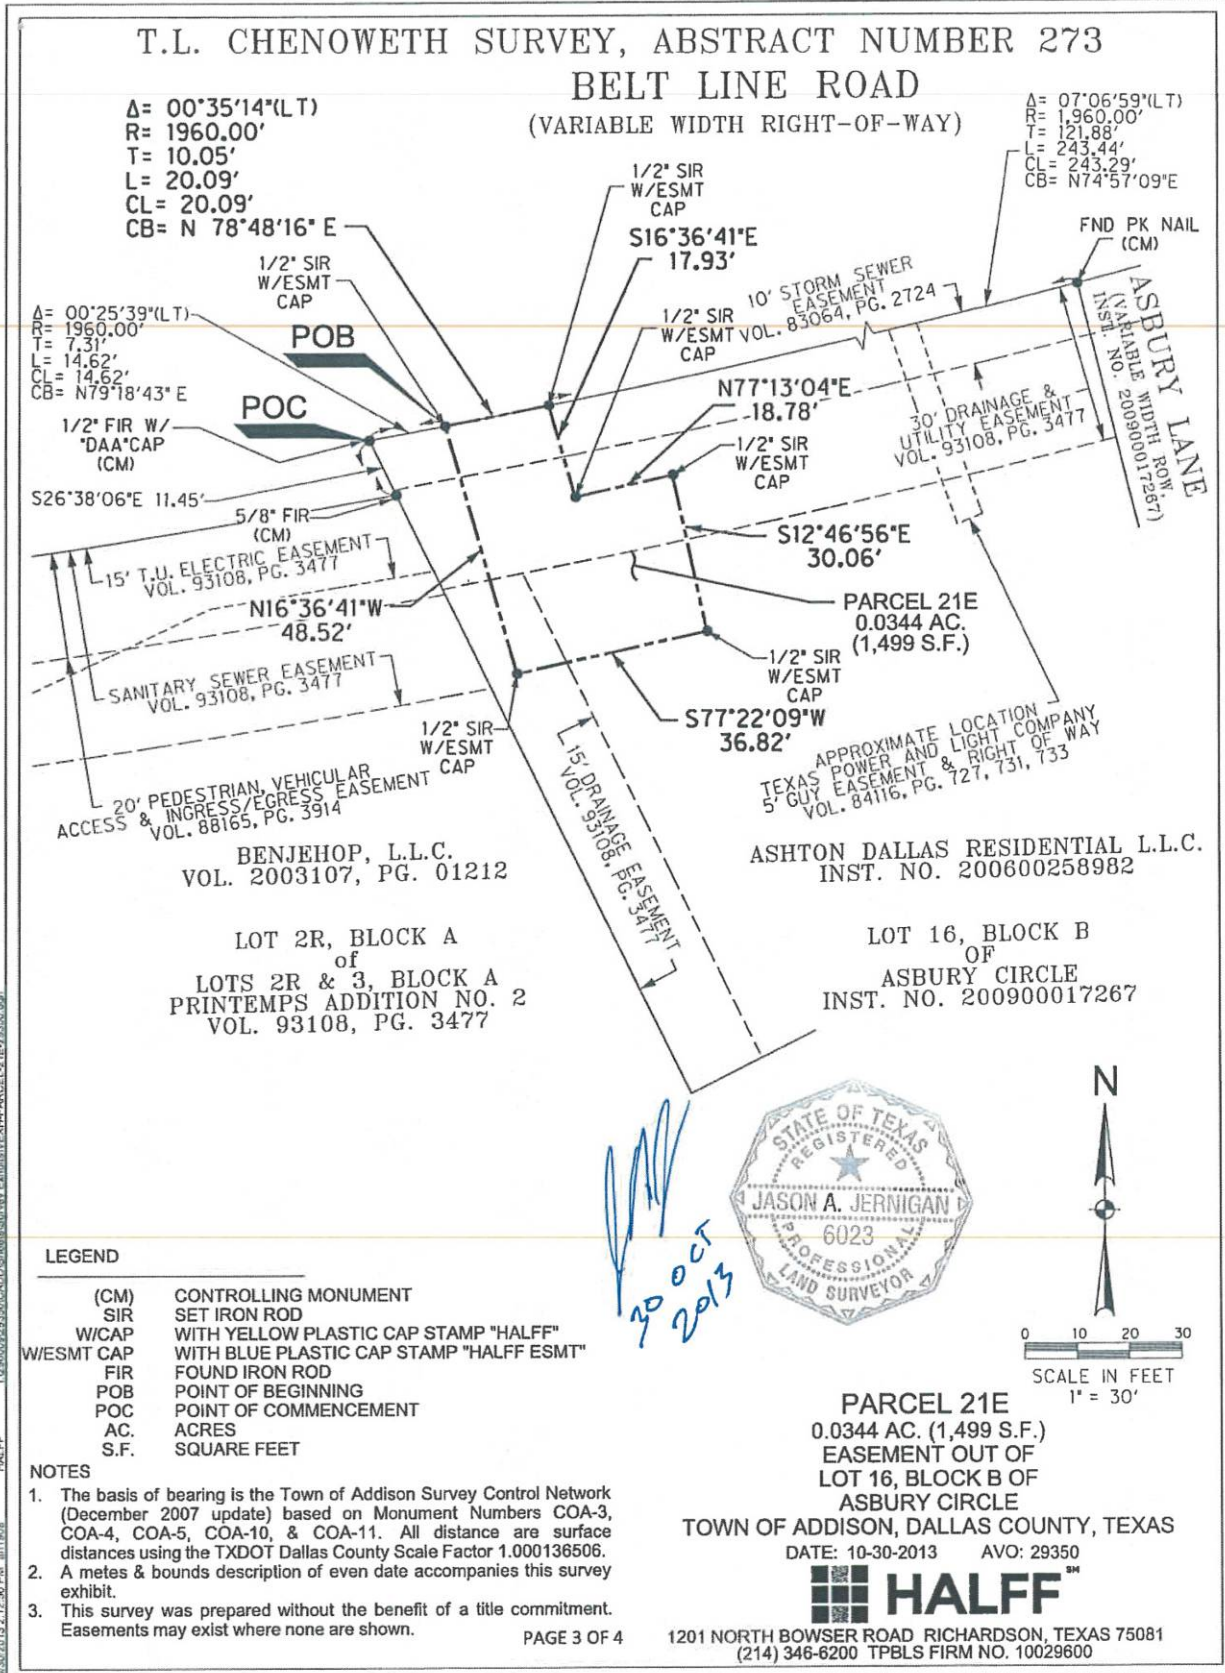 T.L. CHENOWETH SURVEY, ABSTRACT NUMBER 273
BELT LINE ROAD
(VARIABLE WIDTH RIGHT-OF-WAY)
Δ= 00°35'14"(LT)
R= 1960.00'
T= 10.05'
L= 20.09'
CL= 20.09'
CB= N 78°48'16" E
Δ= 07°06'59"(LT)
R= 1,960.00'
T= 121.88'
L= 243.44'
CL= 243.29'
CB= N74°57'09"E
1/2" SIR
W/ESMT
CAP
S16°36'41"E
17.93'
FND PK NAIL
(CM)
1/2" SIR
W/ESMT
CAP
10' STORM SEWER
EASEMENT
VOL. 83064, PG. 2724
ASBURY LANE
(VARIABLE WIDTH ROW,
INST. NO. 200900017267)
Δ= 00°25'39"(LT)
R= 1960.00'
T= 7.31'
L= 14.62'
CL= 14.62'
CB= N79°18'43" E
POB
1/2" SIR
W/ESMT
CAP
N77°13'04"E
18.78'
POC
1/2" FIR W/
"DAA"CAP
(CM)
30' DRAINAGE &
UTILITY EASEMENT
VOL. 93108, PG. 3477
1/2" SIR
W/ESMT
CAP
S26°38'06"E 11.45'
5/8" FIR
(CM)
S12°46'56"E
30.06'
15' T.U. ELECTRIC EASEMENT
VOL. 93108, PG. 3477
N16°36'41"W
48.52'
PARCEL 21E
0.0344 AC.
(1,499 S.F.)
SANITARY SEWER EASEMENT
VOL. 93108, PG. 3477
1/2" SIR
W/ESMT
CAP
1/2" SIR
W/ESMT
CAP
S77°22'09"W
36.82'
APPROXIMATE LOCATION
TEXAS POWER AND LIGHT COMPANY
5' GUY EASEMENT & RIGHT OF WAY
VOL. 84116, PG. 727, 731, 733
20' PEDESTRIAN, VEHICULAR
ACCESS & INGRESS/EGRESS EASEMENT
VOL. 88165, PG. 3914
15' DRAINAGE EASEMENT
VOL. 93108, PG. 3477
BENJEHOP, L.L.C.
VOL. 2003107, PG. 01212
ASHTON DALLAS RESIDENTIAL L.L.C.
INST. NO. 200600258982
LOT 2R, BLOCK A
of
LOTS 2R & 3, BLOCK A
PRINTEMPS ADDITION NO. 2
VOL. 93108, PG. 3477
LOT 16, BLOCK B
OF
ASBURY CIRCLE
INST. NO. 200900017267
STATE OF TEXAS
REGISTERED
JASON A. JERNIGAN
6023
PROFESSIONAL
LAND SURVEYOR
30 OCT
2013
N
0 10 20 30
SCALE IN FEET
1" = 30'
LEGEND
(CM) CONTROLLING MONUMENT
SIR SET IRON ROD
W/CAP WITH YELLOW PLASTIC CAP STAMP "HALFF"
W/ESMT CAP WITH BLUE PLASTIC CAP STAMP "HALFF ESMT"
FIR FOUND IRON ROD
POB POINT OF BEGINNING
POC POINT OF COMMENCEMENT
AC. ACRES
S.F. SQUARE FEET
NOTES
1. The basis of bearing is the Town of Addison Survey Control Network
(December 2007 update) based on Monument Numbers COA-3,
COA-4, COA-5, COA-10, & COA-11. All distance are surface
distances using the TXDOT Dallas County Scale Factor 1.000136506.
2. A metes & bounds description of even date accompanies this survey
exhibit.
3. This survey was prepared without the benefit of a title commitment.
Easements may exist where none are shown.
PAGE 3 OF 4
PARCEL 21E
0.0344 AC. (1,499 S.F.)
EASEMENT OUT OF
LOT 16, BLOCK B OF
ASBURY CIRCLE
TOWN OF ADDISON, DALLAS COUNTY, TEXAS
DATE: 10-30-2013 AVO: 29350
HALFF℠
1201 NORTH BOWSER ROAD RICHARDSON, TEXAS 75081
(214) 346-6200 TPBLS FIRM NO. 10029600